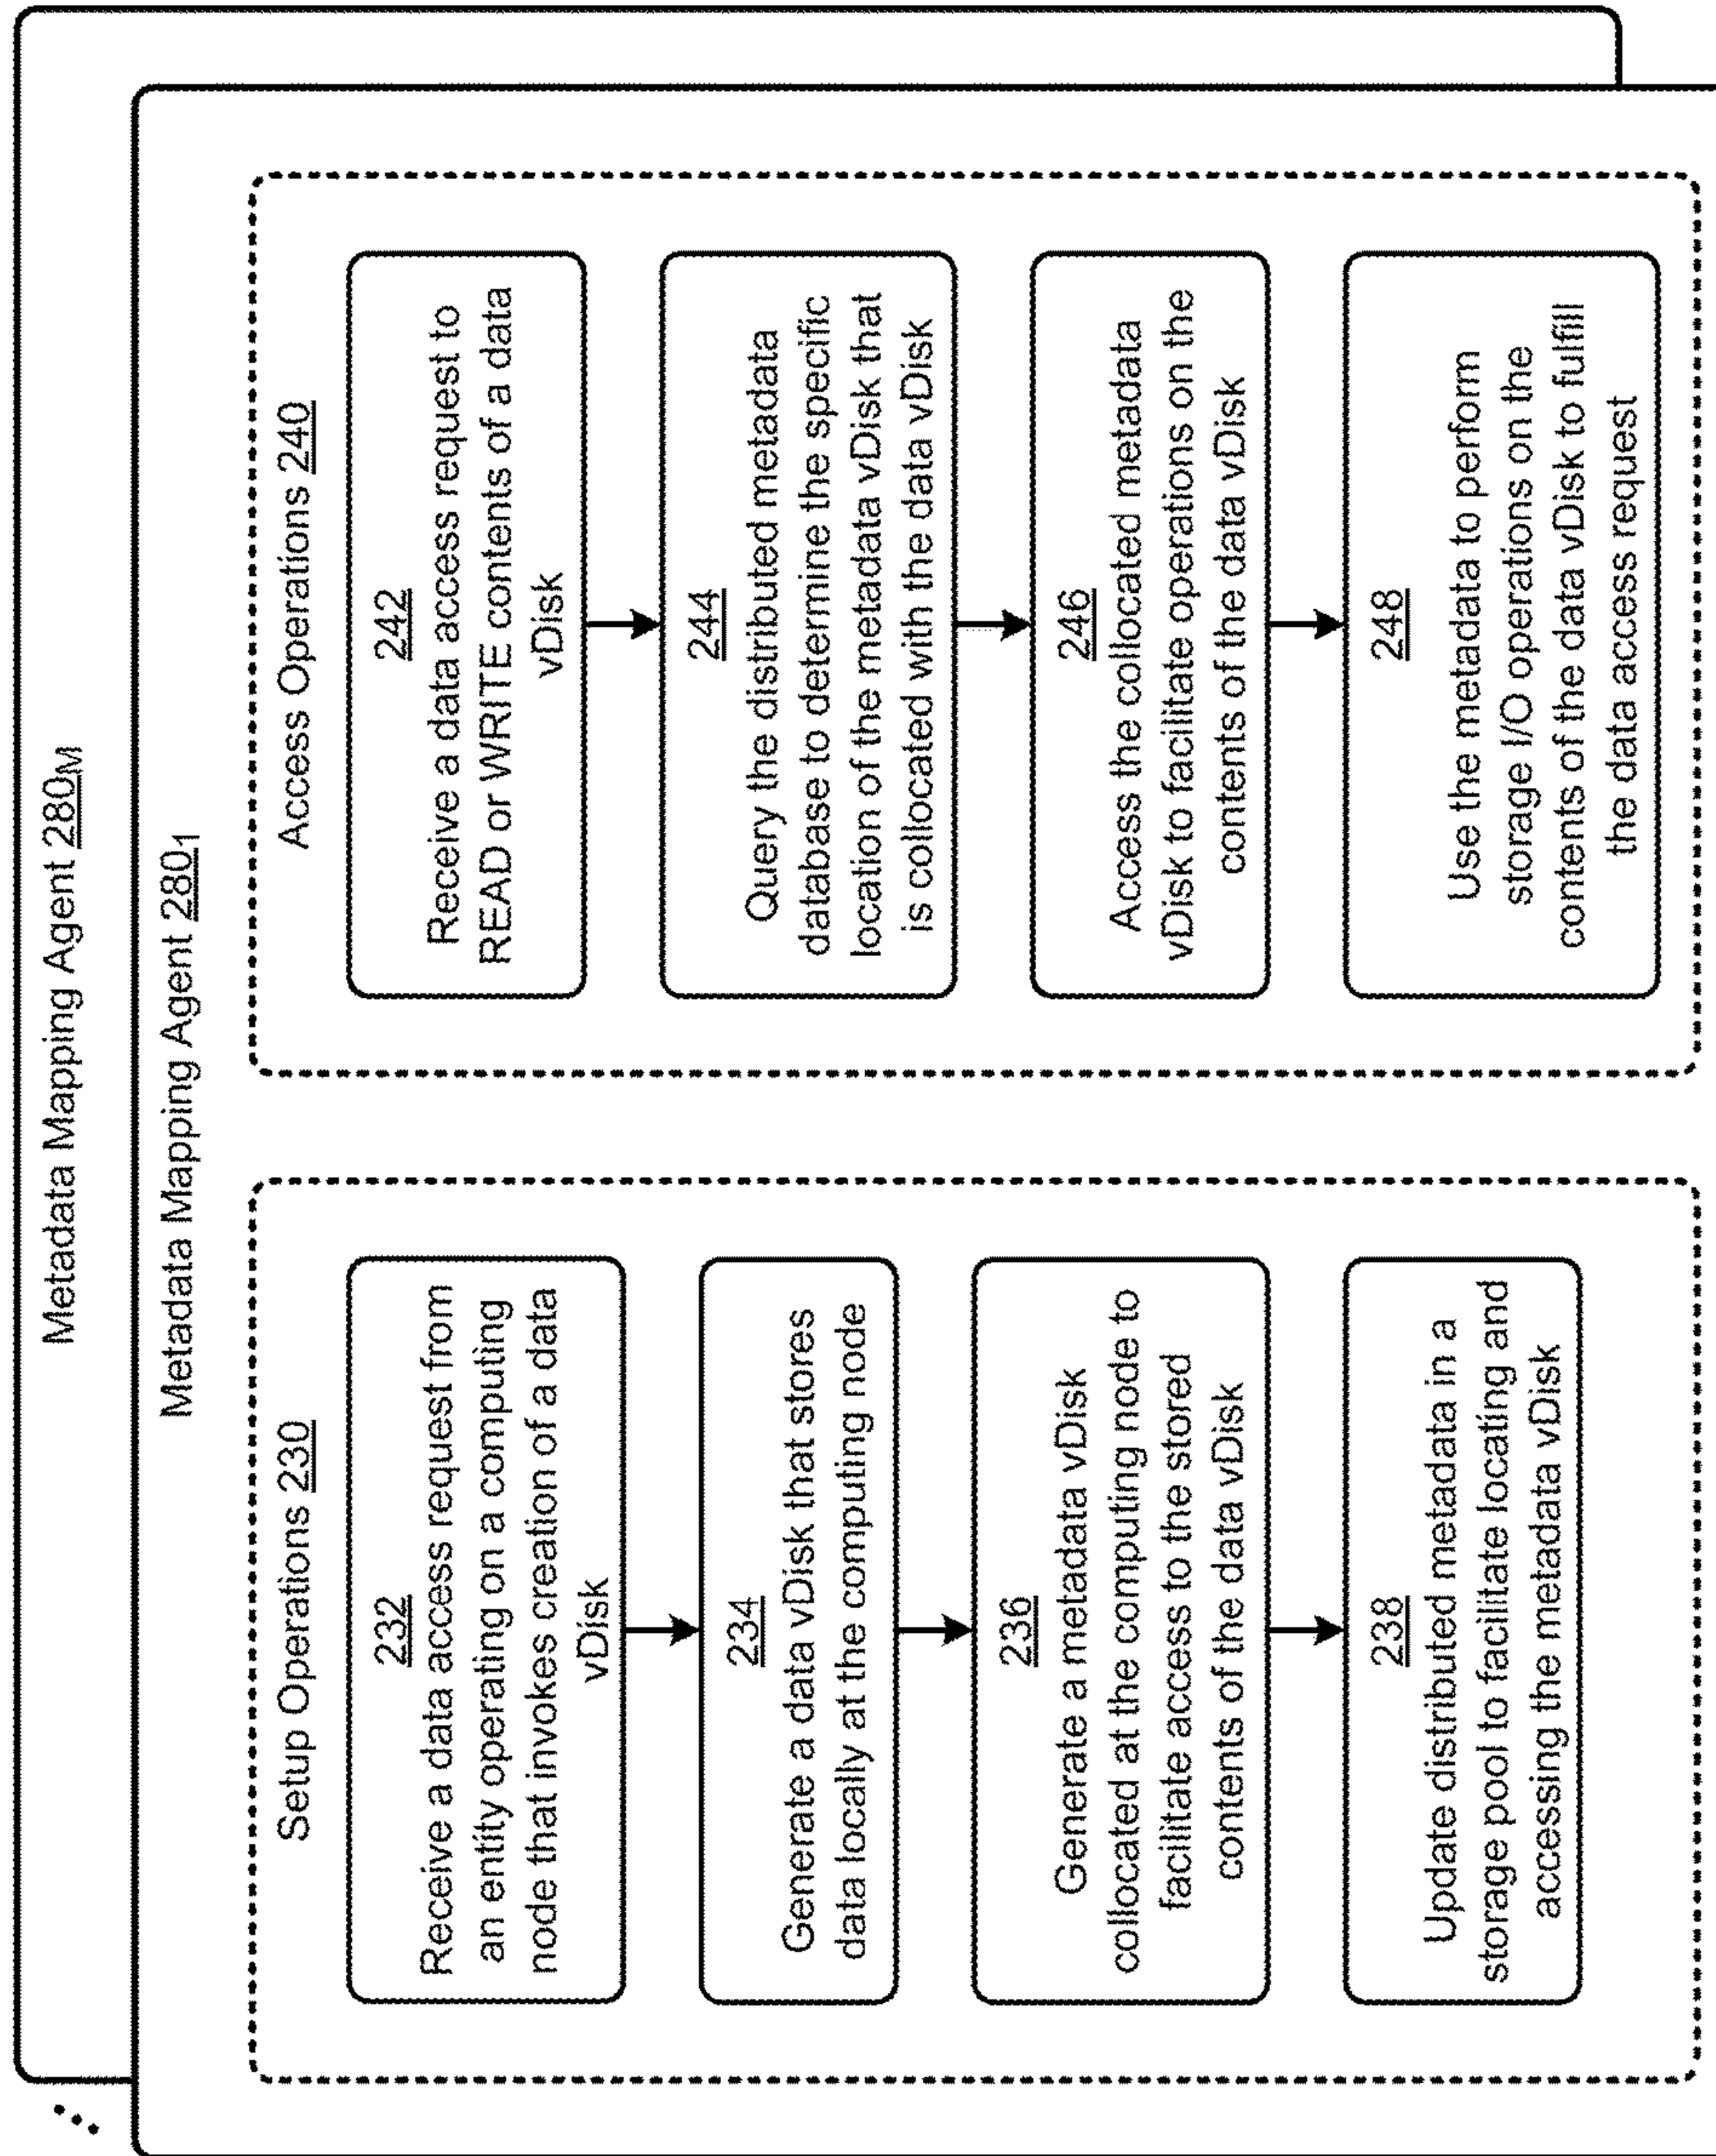 Metadata Mapping Agent 280M
Metadata Mapping Agent 2801
Setup Operations 230
232
Receive a data access request from
an entity operating on a computing
node that invokes creation of a data
vDisk
234
Generate a data vDisk that stores
data locally at the computing node
236
Generate a metadata vDisk
collocated at the computing node to
facilitate access to the stored
contents of the data vDisk
238
Update distributed metadata in a
storage pool to facilitate locating and
accessing the metadata vDisk
Access Operations 240
242
Receive a data access request to
READ or WRITE contents of a data
vDisk
244
Query the distributed metadata
database to determine the specific
location of the metadata vDisk that
is collocated with the data vDisk
246
Access the collocated metadata
vDisk to facilitate operations on the
contents of the data vDisk
248
Use the metadata to perform
storage I/O operations on the
contents of the data vDisk to fulfill
the data access request